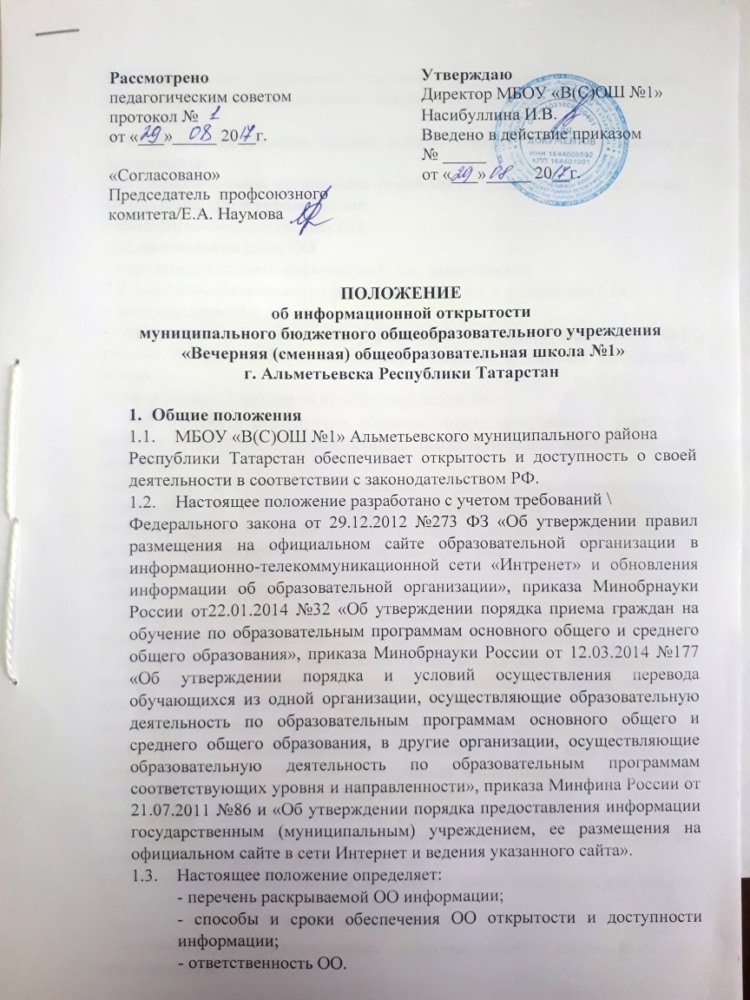 Рассмотрено
педагогическим советом
протокол № 1
от «29» 08 2017г.
«Согласовано»
Председатель профсоюзного
комитета/Е.А. Наумова
Утверждаю
Директор МБОУ «В(С)ОШ №1»
Насибуллина И.В.
Введено в действие приказом
№ _____
от «29» 08 2017г.
ДЛЯ
ДОКУМЕНТОВ
ИНН 1644026592
КПП 164401001
ПОЛОЖЕНИЕ
об информационной открытости
муниципального бюджетного общеобразовательного учреждения
«Вечерняя (сменная) общеобразовательная школа №1»
г. Альметьевска Республики Татарстан
1. Общие положения
1.1. МБОУ «В(С)ОШ №1» Альметьевского муниципального района
Республики Татарстан обеспечивает открытость и доступность о своей
деятельности в соответствии с законодательством РФ.
1.2. Настоящее положение разработано с учетом требований \
Федерального закона от 29.12.2012 №273 ФЗ «Об утверждении правил
размещения на официальном сайте образовательной организации в
информационно-телекоммуникационной сети «Интренет» и обновления
информации об образовательной организации», приказа Минобрнауки
России от22.01.2014 №32 «Об утверждении порядка приема граждан на
обучение по образовательным программам основного общего и среднего
общего образования», приказа Минобрнауки России от 12.03.2014 №177
«Об утверждении порядка и условий осуществления перевода
обучающихся из одной организации, осуществляющие образовательную
деятельность по образовательным программам основного общего и
среднего общего образования, в другие организации, осуществляющие
образовательную деятельность по образовательным программам
соответствующих уровня и направленности», приказа Минфина России от
21.07.2011 №86 и «Об утверждении порядка предоставления информации
государственным (муниципальным) учреждением, ее размещения на
официальном сайте в сети Интернет и ведения указанного сайта».
1.3. Настоящее положение определяет:
- перечень раскрываемой ОО информации;
- способы и сроки обеспечения ОО открытости и доступности
информации;
- ответственность ОО.